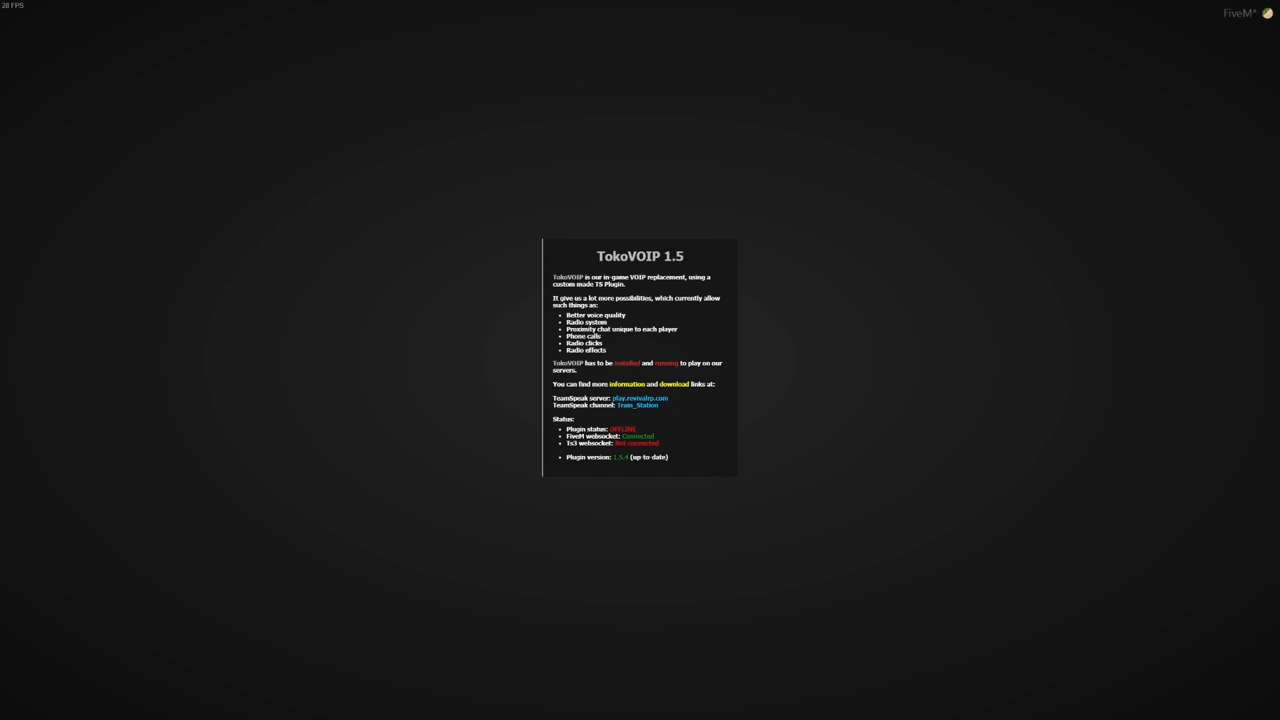 28 FPS
FiveM*
TokoVOIP 1.5
TokoVOIP is our in-game VOIP replacement, using a
custom made TS Plugin.
It give us a lot more possibilities, which currently allow
such things as:
Better voice quality
Radio system
Proximity chat unique to each player
Phone calls
Radio clicks
Radio effects
TokoVOIP has to be installed and running to play on our
servers.
You can find more information and download links at:
TeamSpeak server: play.revivalrp.com
TeamSpeak channel: Train_Station
Status:
Plugin status: OFFLINE
FiveM websocket: Connected
Ts3 websocket: Not connected
Plugin version: 1.5.4 (up-to-date)